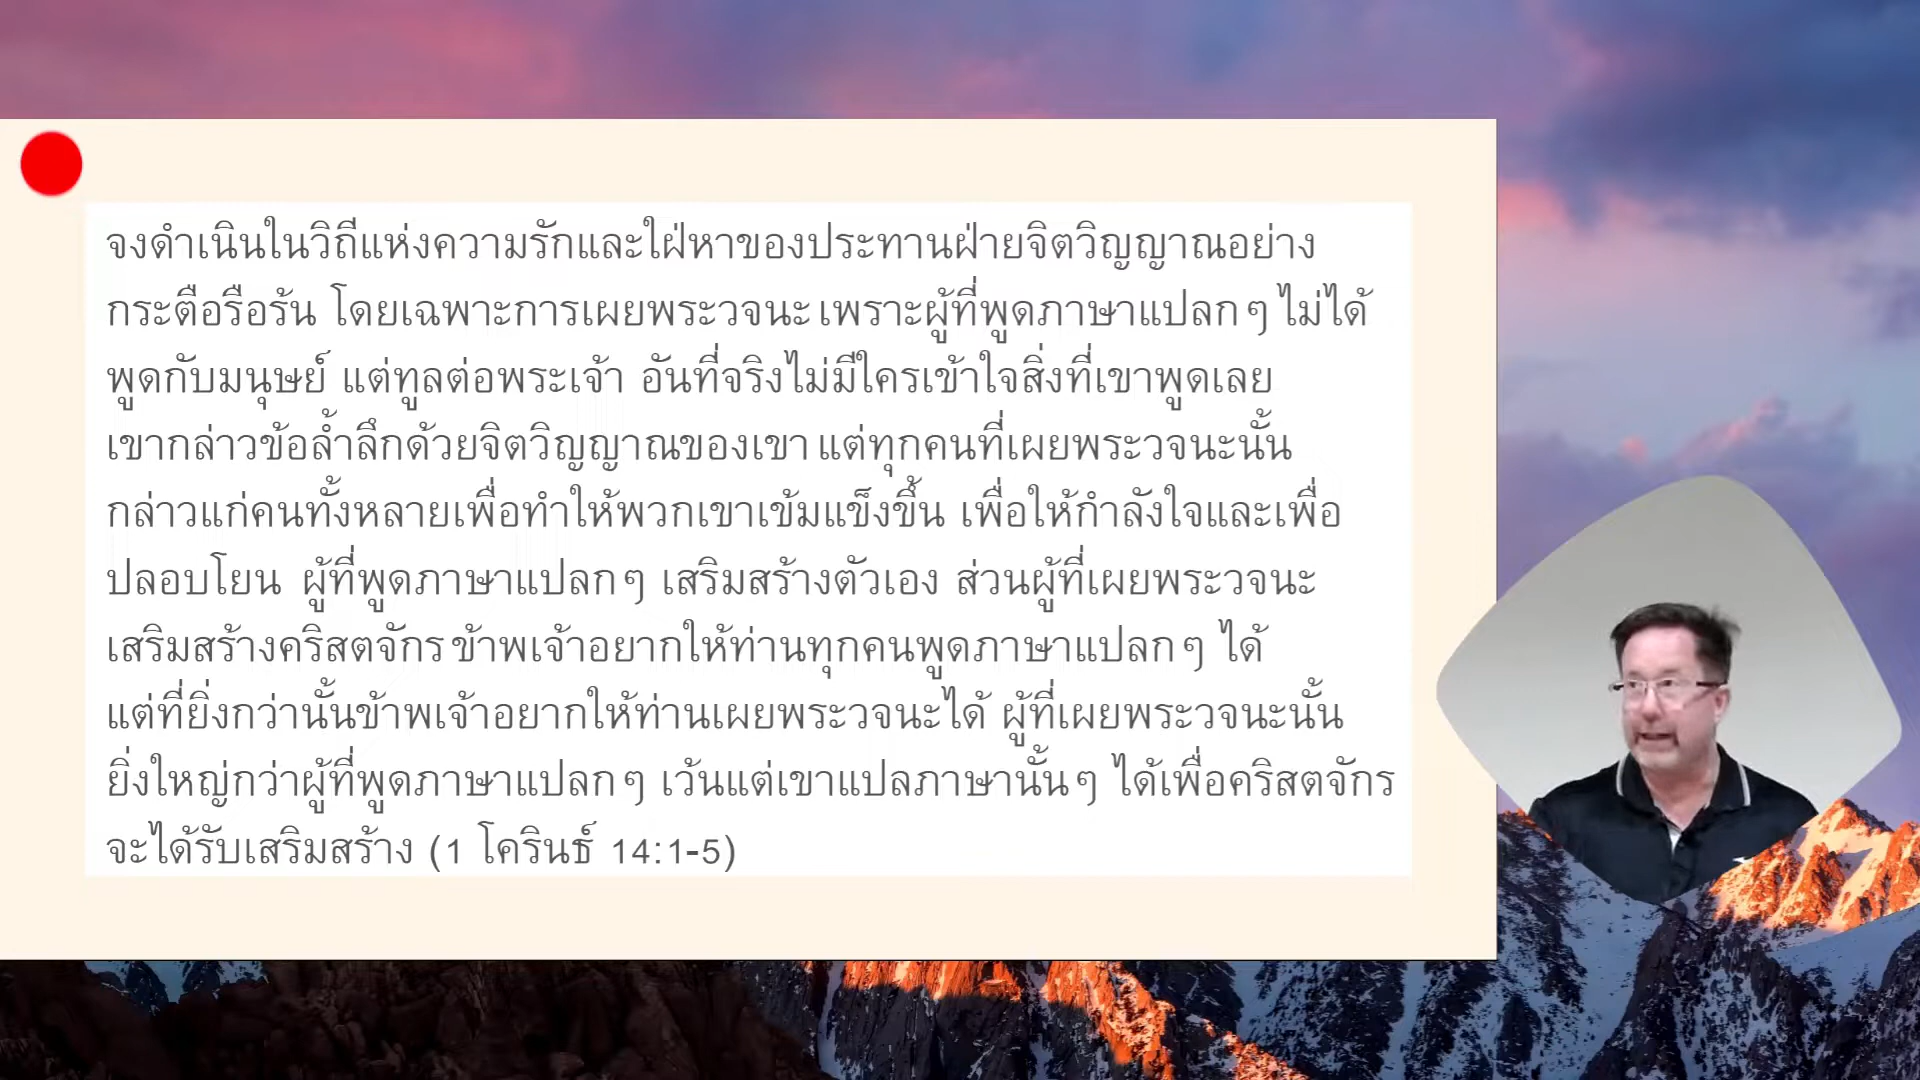 จงดำเนินในวิถีแห่งความรักและใฝ่หาของประทานฝ่ายจิตวิญญาณอย่าง
กระตือรือร้น โดยเฉพาะการเผยพระวจนะ เพราะผู้ที่พูดภาษาแปลกๆ ไม่ได้
พูดกับมนุษย์ แต่ทูลต่อพระเจ้า อันที่จริงไม่มีใครเข้าใจสิ่งที่เขาพูดเลย
เขากล่าวข้อล้ำลึกด้วยจิตวิญญาณของเขา แต่ทุกคนที่เผยพระวจนะนั้น
กล่าวแก่คนทั้งหลายเพื่อทำให้พวกเขาเข้มแข็งขึ้น เพื่อให้กำลังใจและเพื่อ
ปลอบโยน ผู้ที่พูดภาษาแปลกๆ เสริมสร้างตัวเอง ส่วนผู้ที่เผยพระวจนะ
เสริมสร้างคริสตจักร ข้าพเจ้าอยากให้ท่านทุกคนพูดภาษาแปลกๆ ได้
แต่ที่ยิ่งกว่านั้นข้าพเจ้าอยากให้ท่านเผยพระวจนะได้ ผู้ที่เผยพระวจนะนั้น
ยิ่งใหญ่กว่าผู้ที่พูดภาษาแปลกๆ เว้นแต่เขาแปลภาษานั้นๆ ได้เพื่อคริสตจักร
จะได้รับเสริมสร้าง (1 โครินธ์ 14:1-5)